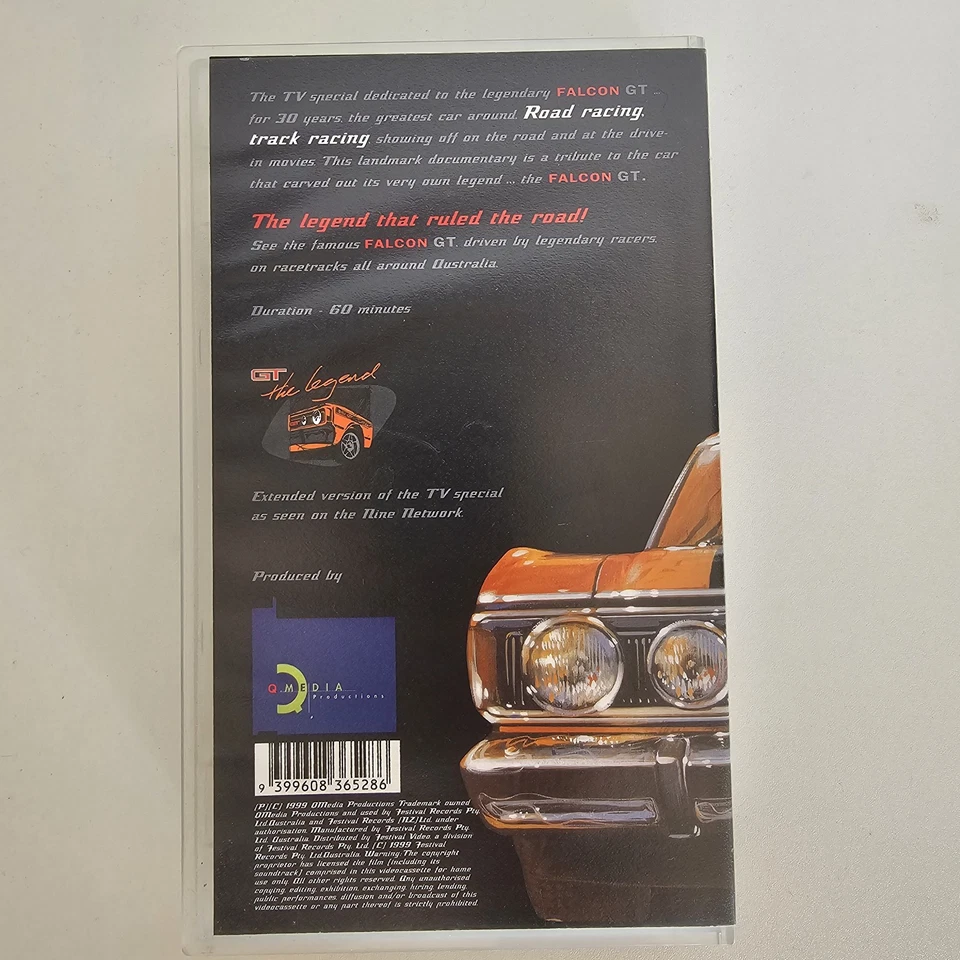 The TV special dedicated to the legendary FALCON GT ...
for 30 years, the greatest car around. Road racing,
track racing, showing off on the road and at the drive-
in movies. This landmark documentary is a tribute to the car
that carved out its very own legend ... the FALCON GT.
The legend that ruled the road!
See the famous FALCON GT, driven by legendary racers,
on racetracks all around Australia.
Duration - 60 minutes
GT
the legend
Extended version of the TV special
as seen on the Nine Network.
Produced by
Q MEDIA
Productions
9 399608 365286
(P)(C) 1999 QMedia Productions Trademark owned
QMedia Productions and used by Festival Records Pty.
Ltd.Australia and Festival Records (NZ)Ltd. under
authorisation. Manufactured by Festival Records Pty.
Ltd. Australia. Distributed by Festival Video, a division
of Festival Records Pty. Ltd. (C) 1999 Festival
Records Pty. Ltd.Australia. Warning:The copyright
proprietor has licensed the film (including its
soundtrack) comprised in this videocassette for home
use only. All other rights reserved. Any unauthorised
copying, editing, exhibition, exchanging, hiring, lending,
public performances, diffusion and/or broadcast of this
videocassette or any part thereof is strictly prohibited.